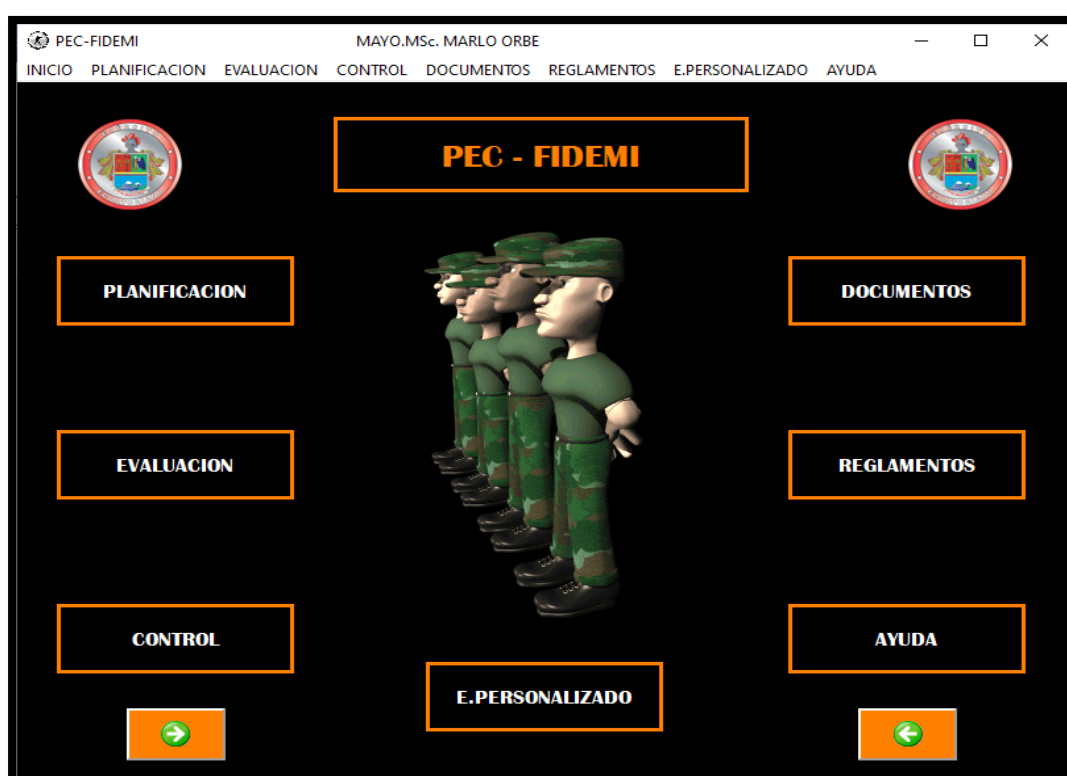 PEC-FIDEMI MAYO.MSc. MARLO ORBE
INICIO PLANIFICACION EVALUACION CONTROL DOCUMENTOS REGLAMENTOS E.PERSONALIZADO AYUDA
PEC - FIDEMI
PLANIFICACION
DOCUMENTOS
EVALUACION
REGLAMENTOS
CONTROL
AYUDA
E.PERSONALIZADO